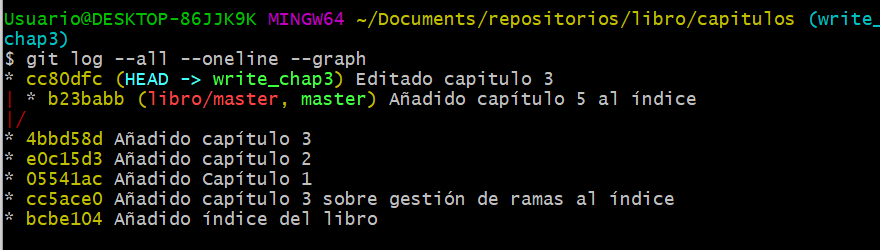 Usuario@DESKTOP-86JJK9K MINGW64 ~/Documents/repositorios/libro/capitulos (write_
chap3)
$ git log --all --oneline --graph
* cc80dfc (HEAD -> write_chap3) Editado capitulo 3
| * b23babb (libro/master, master) Añadido capítulo 5 al índice
|/
* 4bbd58d Añadido capítulo 3
* e0c15d3 Añadido capítulo 2
* 05541ac Añadido Capítulo 1
* cc5ace0 Añadido capítulo 3 sobre gestión de ramas al índice
* bcbe104 Añadido índice del libro